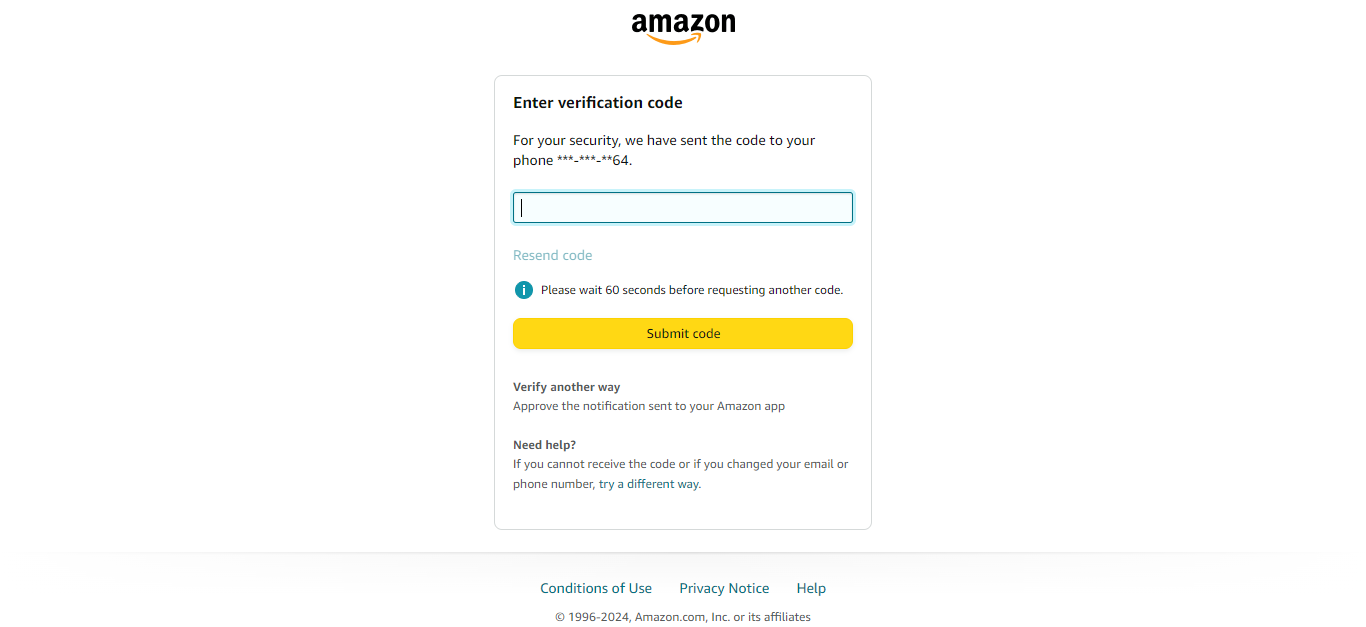 amazon
Enter verification code
For your security, we have sent the code to your
phone ***-***-**64.
Resend code
i Please wait 60 seconds before requesting another code.
Submit code
Verify another way
Approve the notification sent to your Amazon app
Need help?
If you cannot receive the code or if you changed your email or
phone number, try a different way.
Conditions of Use Privacy Notice Help
© 1996-2024, Amazon.com, Inc. or its affiliates